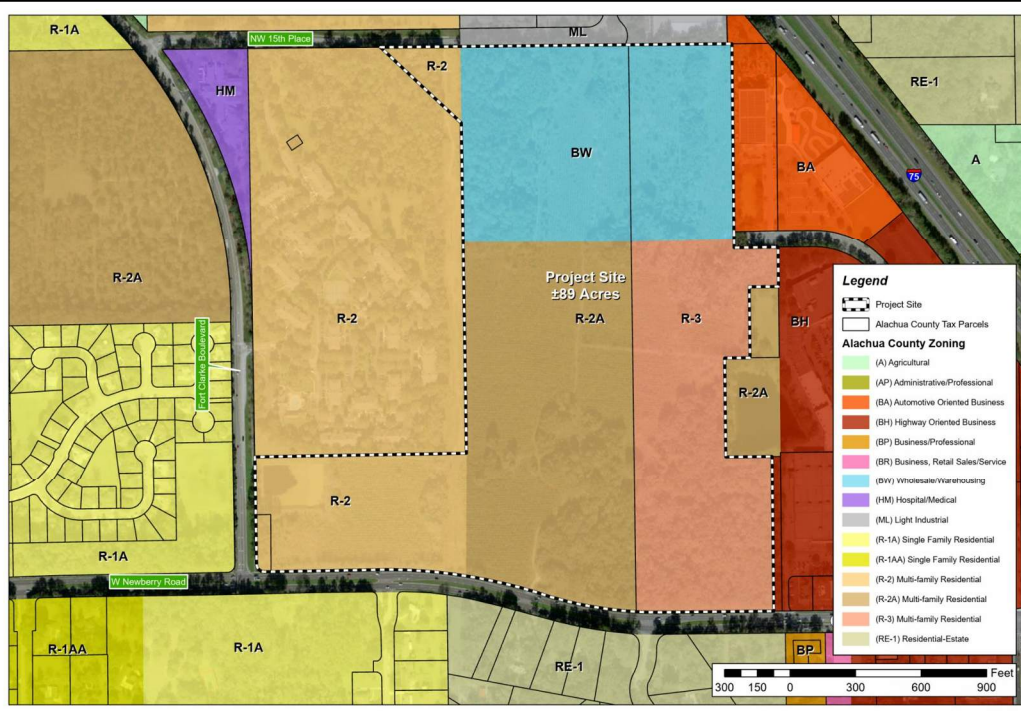 R-1A
NW 15th Place
ML
R-2
HM
RE-1
BW
BA
A
75
R-2A
Project Site
±89 Acres
R-2
R-2A
R-3
BH
Fort Clarke Boulevard
R-2A
R-2
R-1A
W Newberry Road
R-1AA
R-1A
RE-1
BP
Legend
Project Site
Alachua County Tax Parcels
Alachua County Zoning
(A) Agricultural
(AP) Administrative/Professional
(BA) Automotive Oriented Business
(BH) Highway Oriented Business
(BP) Business/Professional
(BR) Business, Retail Sales/Service
(BW) Wholesale/Warehousing
(HM) Hospital/Medical
(ML) Light Industrial
(R-1A) Single Family Residential
(R-1AA) Single Family Residential
(R-2) Multi-family Residential
(R-2A) Multi-family Residential
(R-3) Multi-family Residential
(RE-1) Residential-Estate
Feet
300 150 0 300 600 900